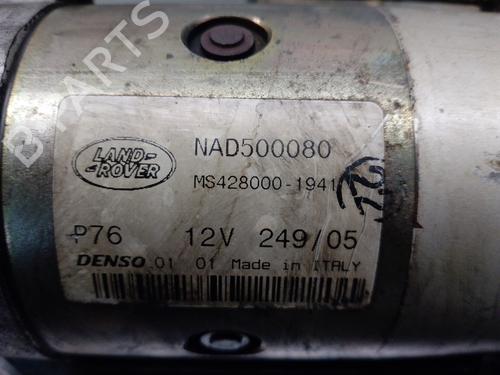 B PARTS
LAND-
ROVER
NAD500080
MS428000-1941
P76 12V 249/05
DENSO 01 01 Made in ITALY